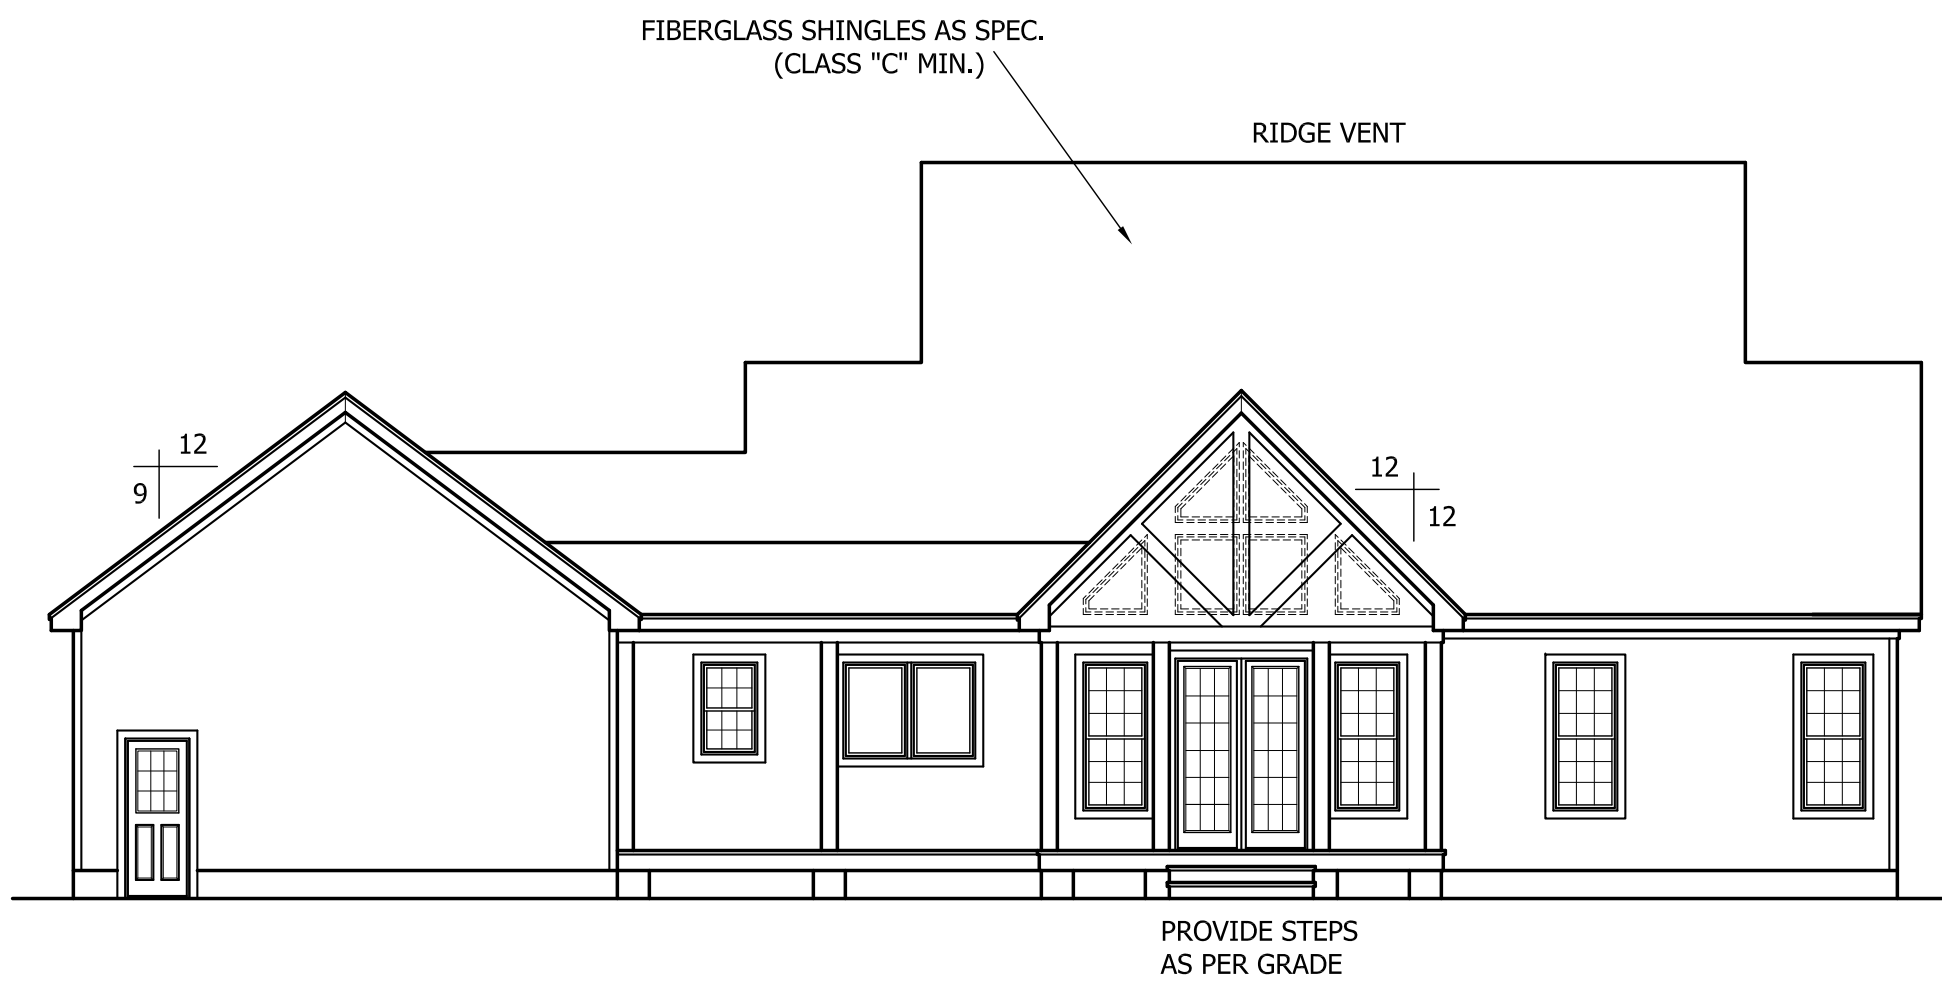 FIBERGLASS SHINGLES AS SPEC.
(CLASS "C" MIN.)
RIDGE VENT
12
9
12
12
PROVIDE STEPS
AS PER GRADE